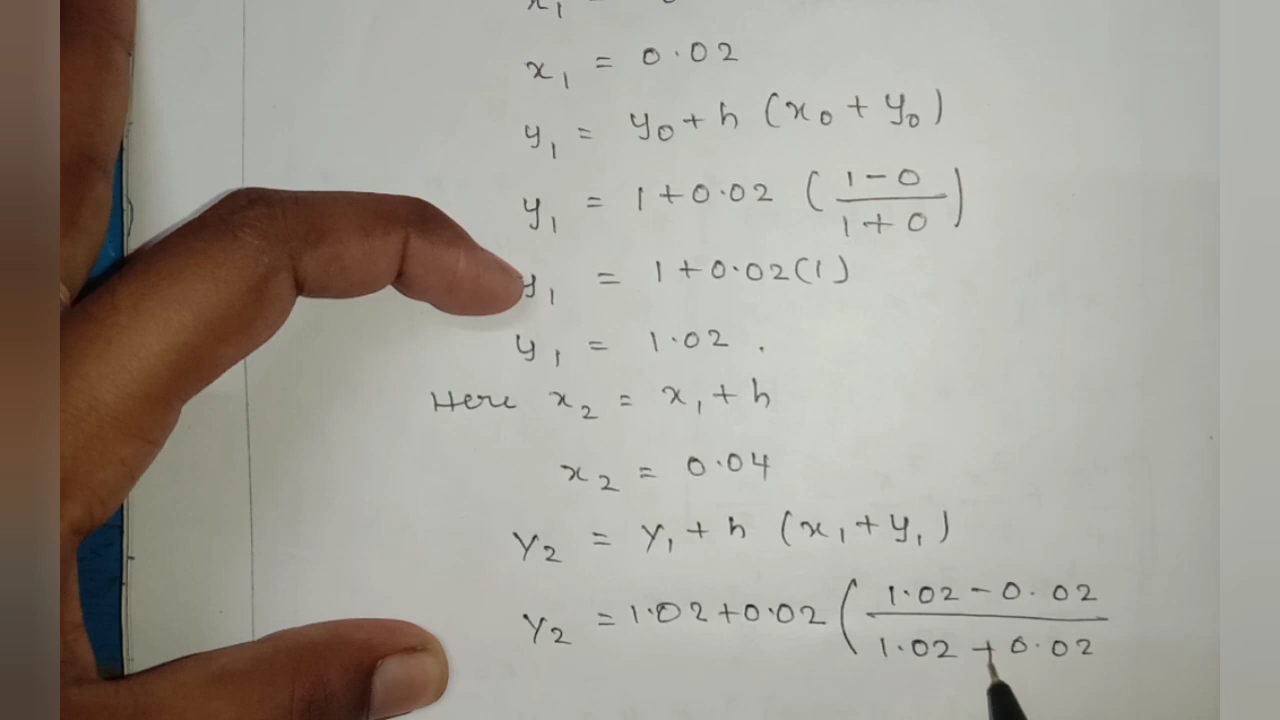 x₁ =
x₁ = 0.02
y₁ = y₀ + h (x₀ + y₀)
y₁ = 1 + 0.02 ( (1 - 0) / (1 + 0) )
y₁ = 1 + 0.02(1)
y₁ = 1.02 .
Here x₂ = x₁ + h
x₂ = 0.04
Y₂ = Y₁ + h (x₁ + y₁)
Y₂ = 1.02 + 0.02 ( (1.02 - 0.02) / (1.02 + 0.02)